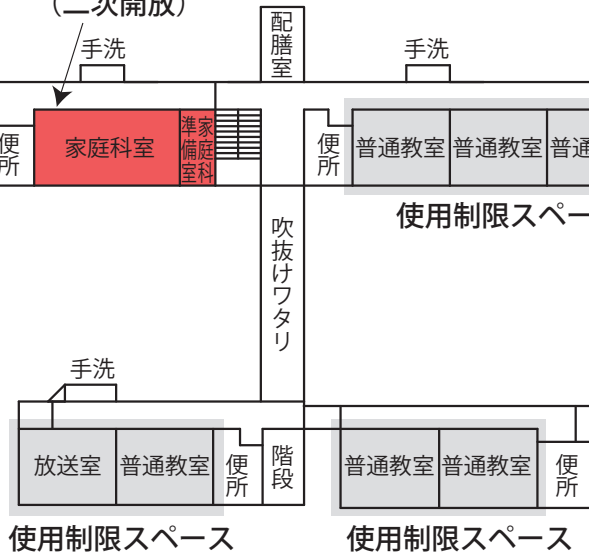 (二次開放)
手洗
配膳室
手洗
便所
家庭科室
家庭科準備室
便所
普通教室
普通教室
普通
使用制限スペー
吹抜けワタリ
手洗
放送室
普通教室
便所
階段
普通教室
普通教室
便所
使用制限スペース
使用制限スペース